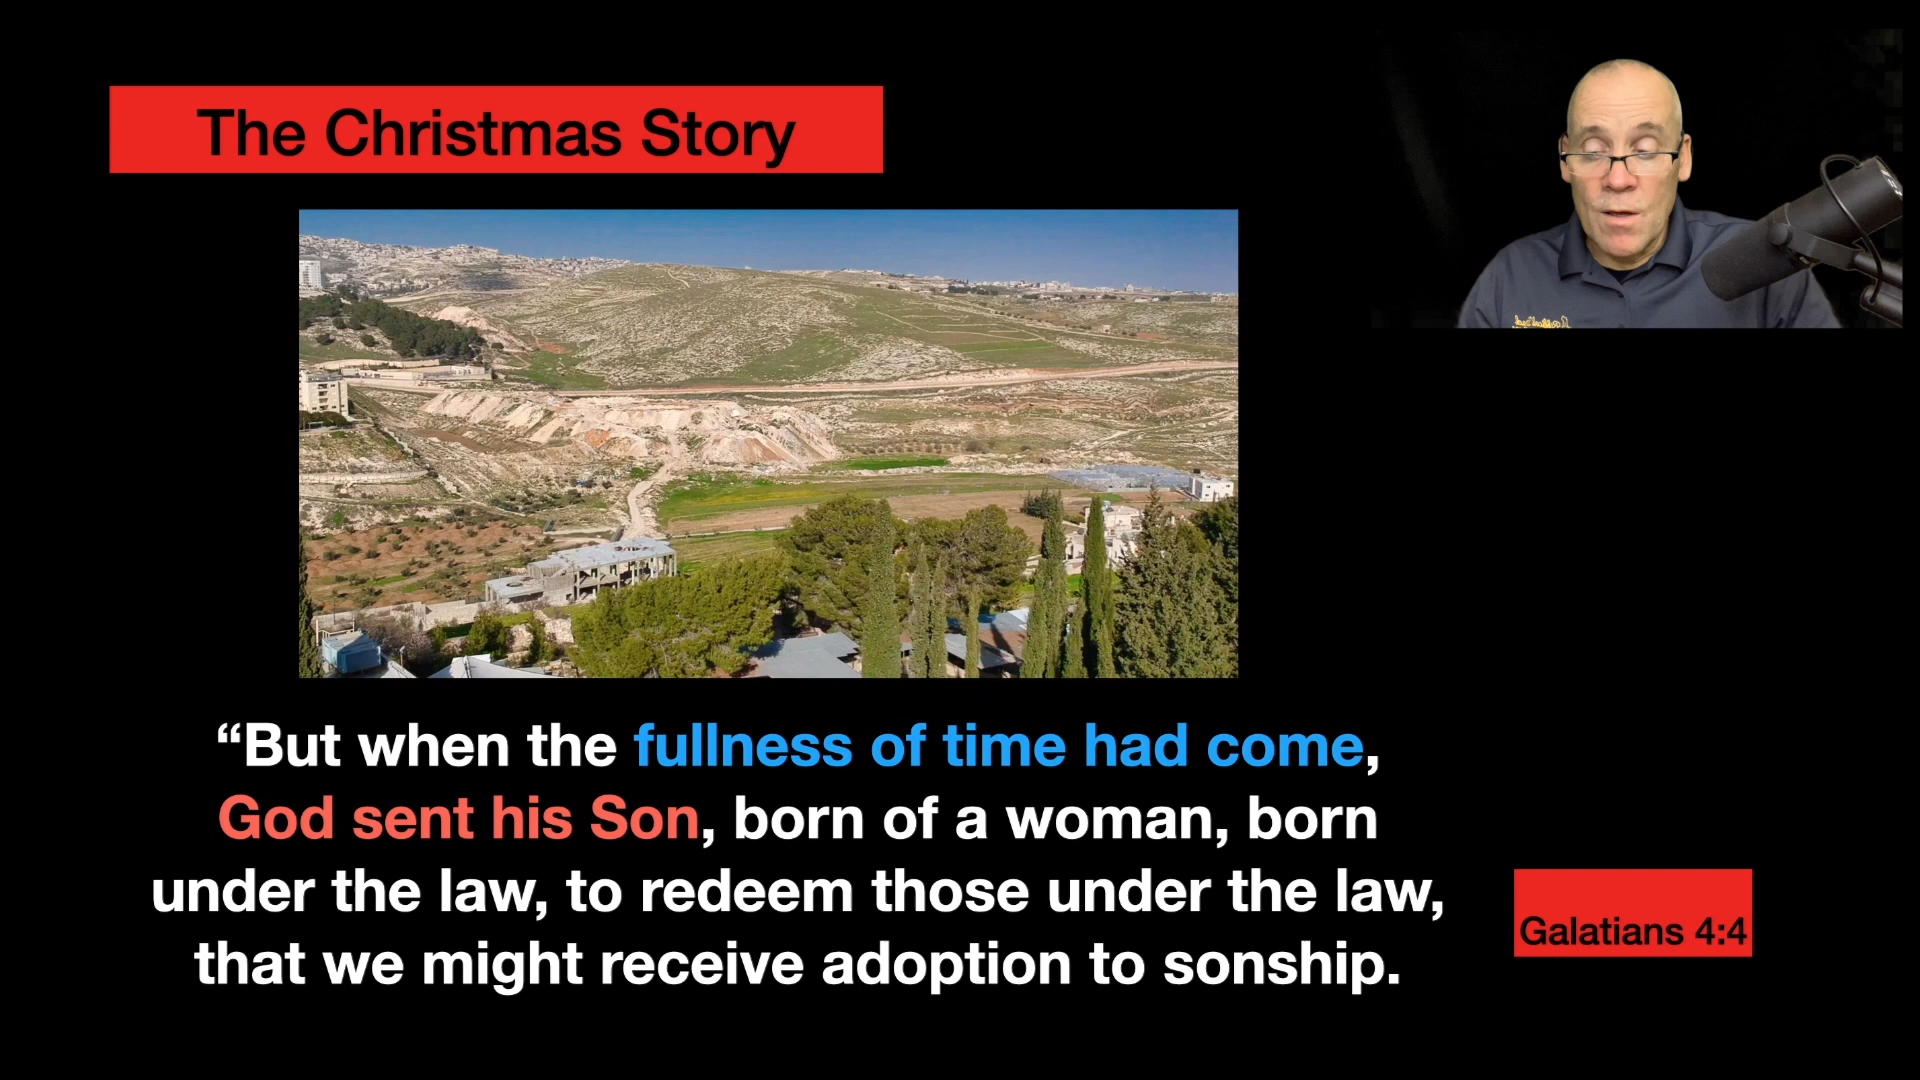 The Christmas Story
“But when the fullness of time had come,
God sent his Son, born of a woman, born
under the law, to redeem those under the law,
that we might receive adoption to sonship.
Galatians 4:4